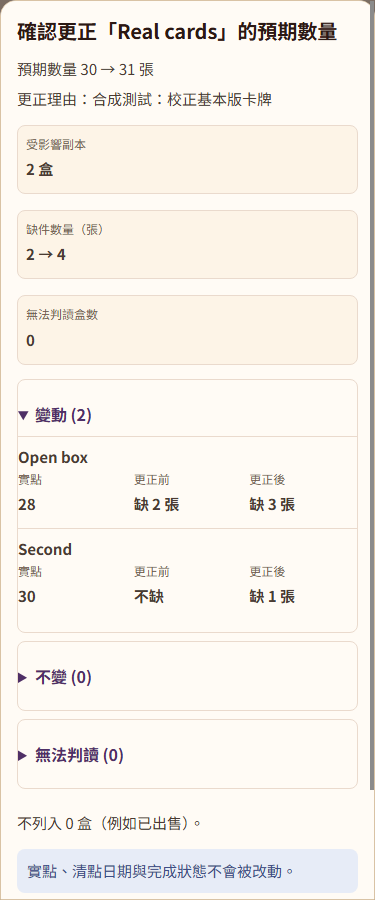 確認更正「Real cards」的預期數量
預期數量 30 → 31 張
更正理由：合成測試：校正基本版卡牌
受影響副本
2 盒
缺件數量（張）
2 → 4
無法判讀盒數
0
▼ 變動 (2)
Open box
實點 更正前 更正後
28 缺 2 張 缺 3 張
Second
實點 更正前 更正後
30 不缺 缺 1 張
▶ 不變 (0)
▶ 無法判讀 (0)
不列入 0 盒（例如已出售）。
實點、清點日期與完成狀態不會被改動。